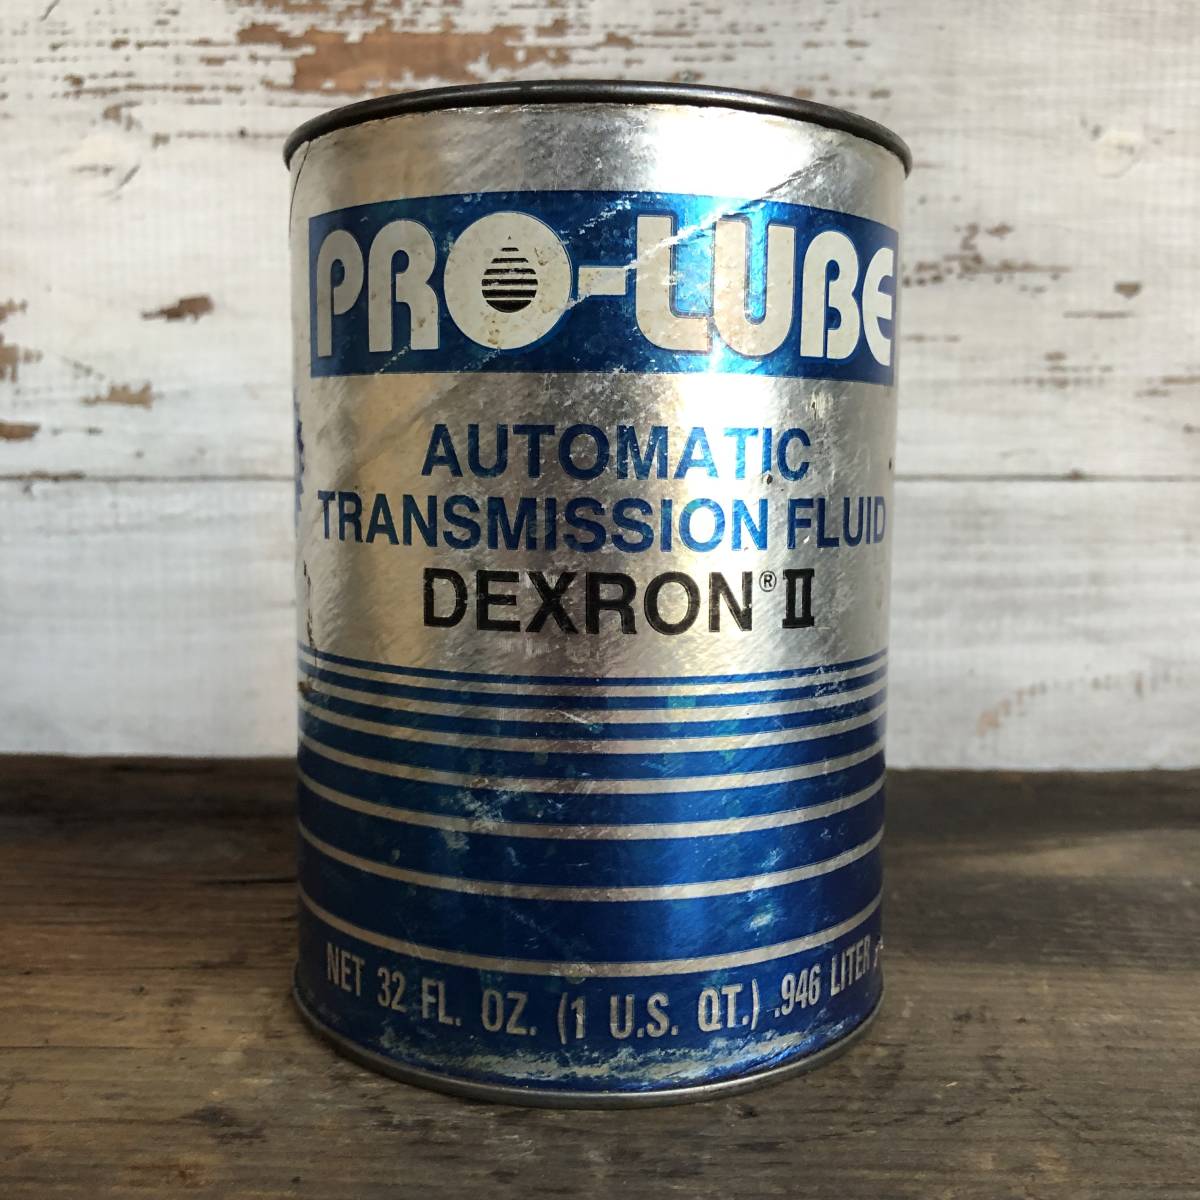 PRO-LUBE
AUTOMATIC
TRANSMISSION FLUID
DEXRON® II
NET 32 FL. OZ. (1 U.S. QT.) .946 LITER